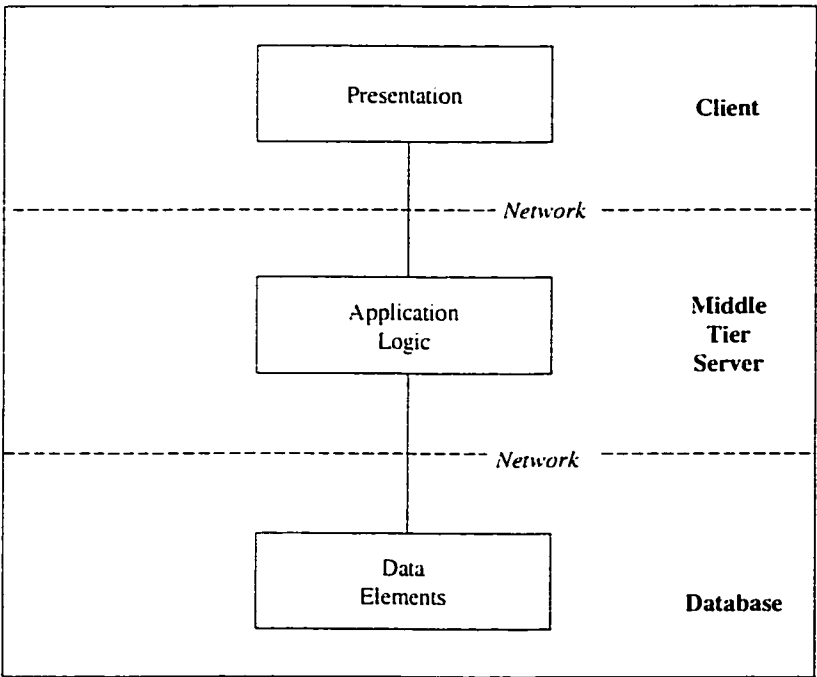 Presentation
Client
Network
Application
Logic
Middle
Tier
Server
Network
Data
Elements
Database